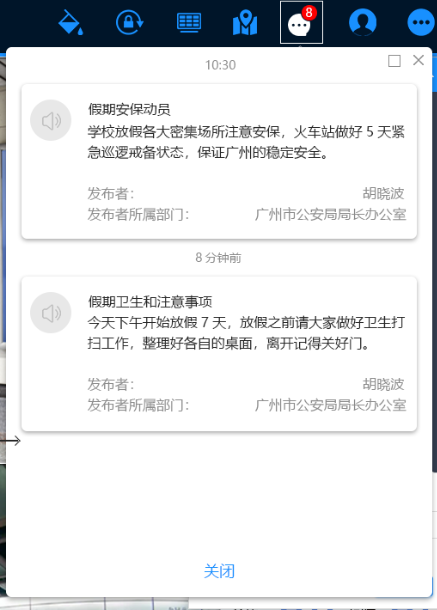 8
10:30
假期安保动员
学校放假各大密集场所注意安保，火车站做好 5 天紧
急巡逻戒备状态，保证广州的稳定安全。
发布者：
胡晓波
发布者所属部门：
广州市公安局局长办公室
8 分钟前
假期卫生和注意事项
今天下午开始放假 7 天，放假之前请大家做好卫生打
扫工作，整理好各自的桌面，离开记得关好门。
发布者：
胡晓波
发布者所属部门：
广州市公安局局长办公室
关闭